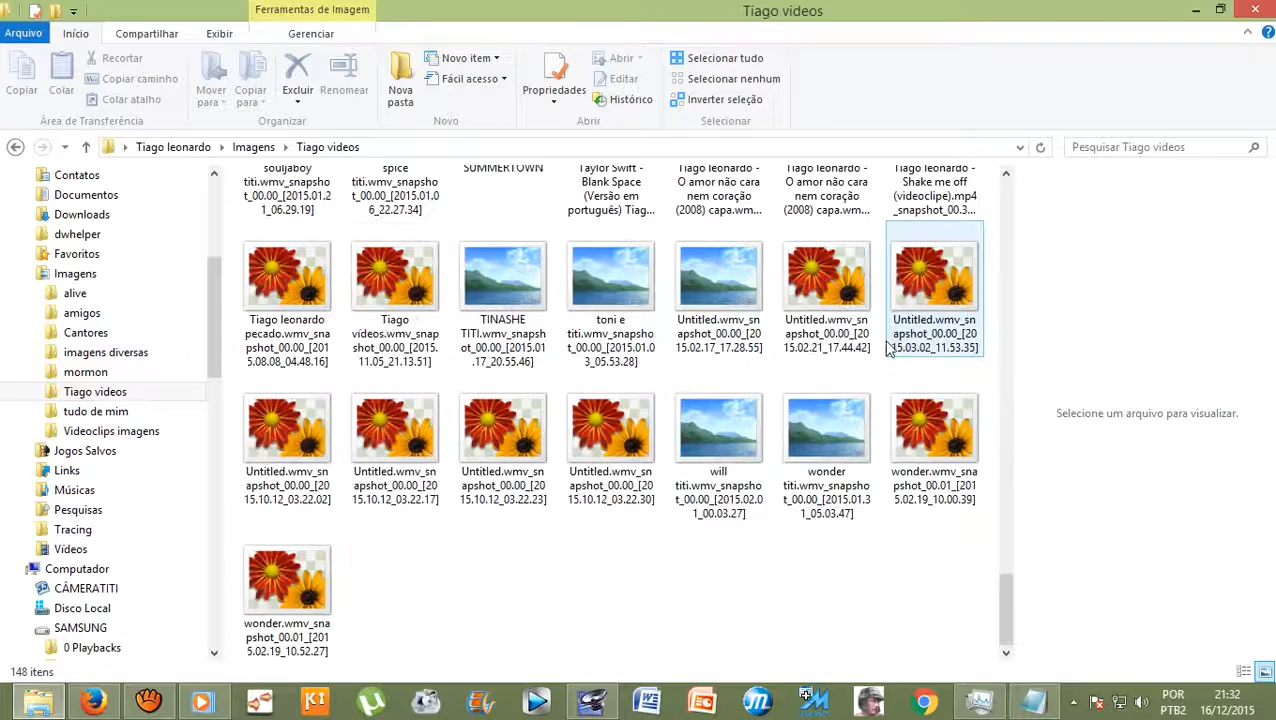 Ferramentas de Imagem
Tiago videos
Arquivo
Início
Compartilhar
Exibir
Gerenciar
Copiar
Colar
Recortar
Copiar caminho
Colar atalho
Área de Transferência
Mover
para
Copiar
para
Excluir
Renomear
Organizar
Nova
pasta
Novo item
Fácil acesso
Novo
Propriedades
Abrir
Editar
Histórico
Abrir
Selecionar tudo
Selecionar nenhum
Inverter seleção
Selecionar
Tiago leonardo
Imagens
Tiago videos
Pesquisar Tiago videos
Contatos
Documentos
Downloads
dwhelper
Favoritos
Imagens
alive
amigos
Cantores
imagens diversas
mormon
Tiago videos
tudo de mim
Videoclips imagens
Jogos Salvos
Links
Músicas
Pesquisas
Tracing
Vídeos
Computador
CÂMERATITI
Disco Local
SAMSUNG
0 Playbacks
souljaboy
titi.wmv_snapsho
t_00.00_[2015.01.2
1_06.29.19]
spice
titi.wmv_snapsho
t_00.00_[2015.01.0
6_22.27.34]
SUMMERTOWN
Taylor Swift -
Blank Space
(Versão em
português) Tiag...
Tiago leonardo -
O amor não cara
nem coração
(2008) capa.wm...
Tiago leonardo -
O amor não cara
nem coração
(2008) capa.wm...
Tiago leonardo -
Shake me off
(videoclipe).mp4
_snapshot_00.3...
Tiago leonardo
pecado.wmv_sna
pshot_00.00_[201
5.08.08_04.48.16]
Tiago
vídeos.wmv_snap
shot_00.00_[2015.
11.05_21.13.51]
TINASHE
TITI.wmv_snapsh
ot_00.00_[2015.01
.17_20.55.46]
toni e
titi.wmv_snapsho
t_00.00_[2015.01.0
3_05.53.28]
Untitled.wmv_sn
apshot_00.00_[20
15.02.17_17.28.55]
Untitled.wmv_sn
apshot_00.00_[20
15.02.21_17.44.42]
Untitled.wmv_sn
apshot_00.00_[20
15.03.02_11.53.35]
Untitled.wmv_sn
apshot_00.00_[20
15.10.12_03.22.02]
Untitled.wmv_sn
apshot_00.00_[20
15.10.12_03.22.17]
Untitled.wmv_sn
apshot_00.00_[20
15.10.12_03.22.23]
Untitled.wmv_sn
apshot_00.00_[20
15.10.12_03.22.30]
will
titi.wmv_snapsho
t_00.00_[2015.02.0
1_00.03.27]
wonder
titi.wmv_snapsho
t_00.00_[2015.01.3
1_05.03.47]
wonder.wmv_sna
pshot_00.01_[201
5.02.19_10.00.39]
wonder.wmv_sna
pshot_00.01_[201
5.02.19_10.52.27]
Selecione um arquivo para visualizar.
148 itens
K1
POR
PTB2
21:32
16/12/2015